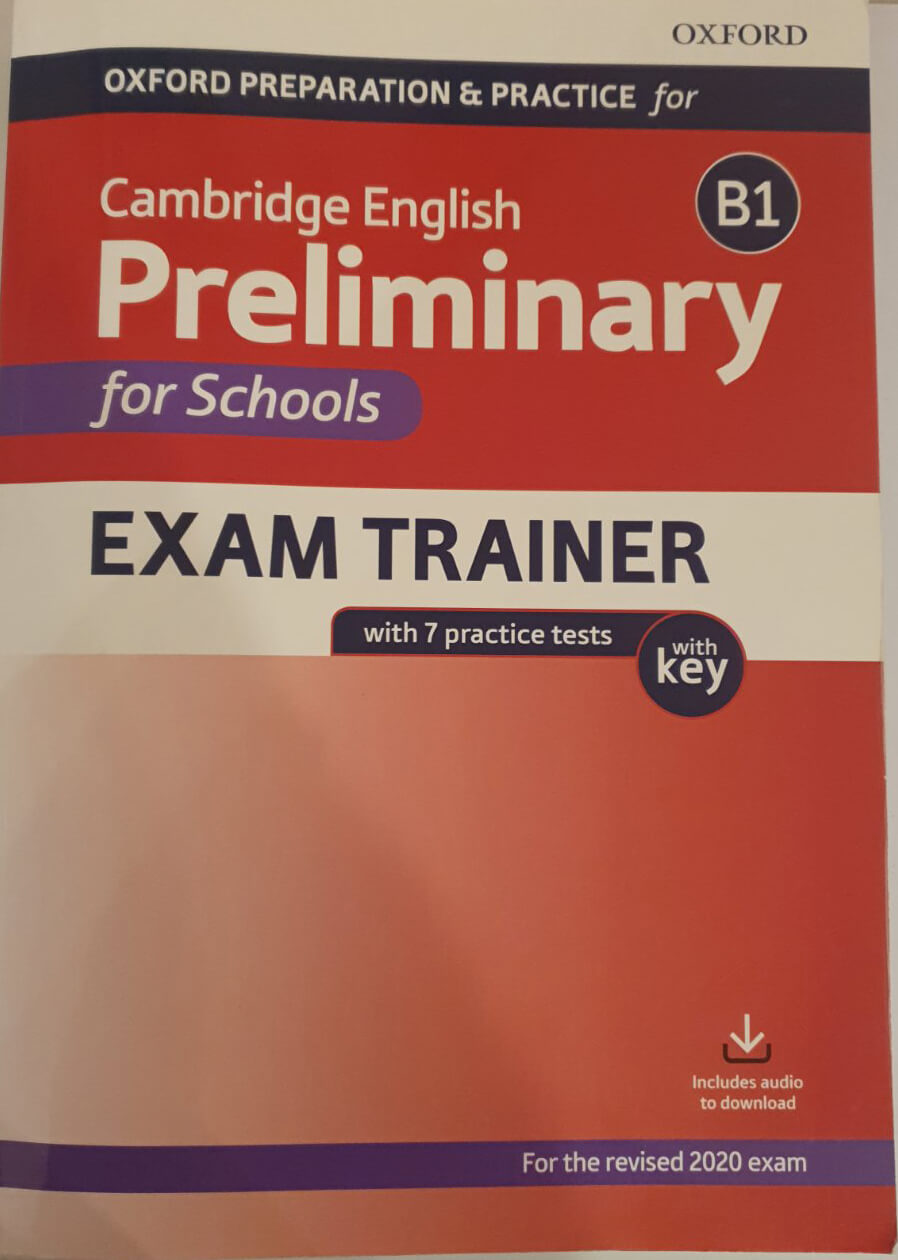 OXFORD
OXFORD PREPARATION & PRACTICE for
Cambridge English
B1
Preliminary
for Schools
EXAM TRAINER
with 7 practice tests
with
key
Includes audio
to download
For the revised 2020 exam